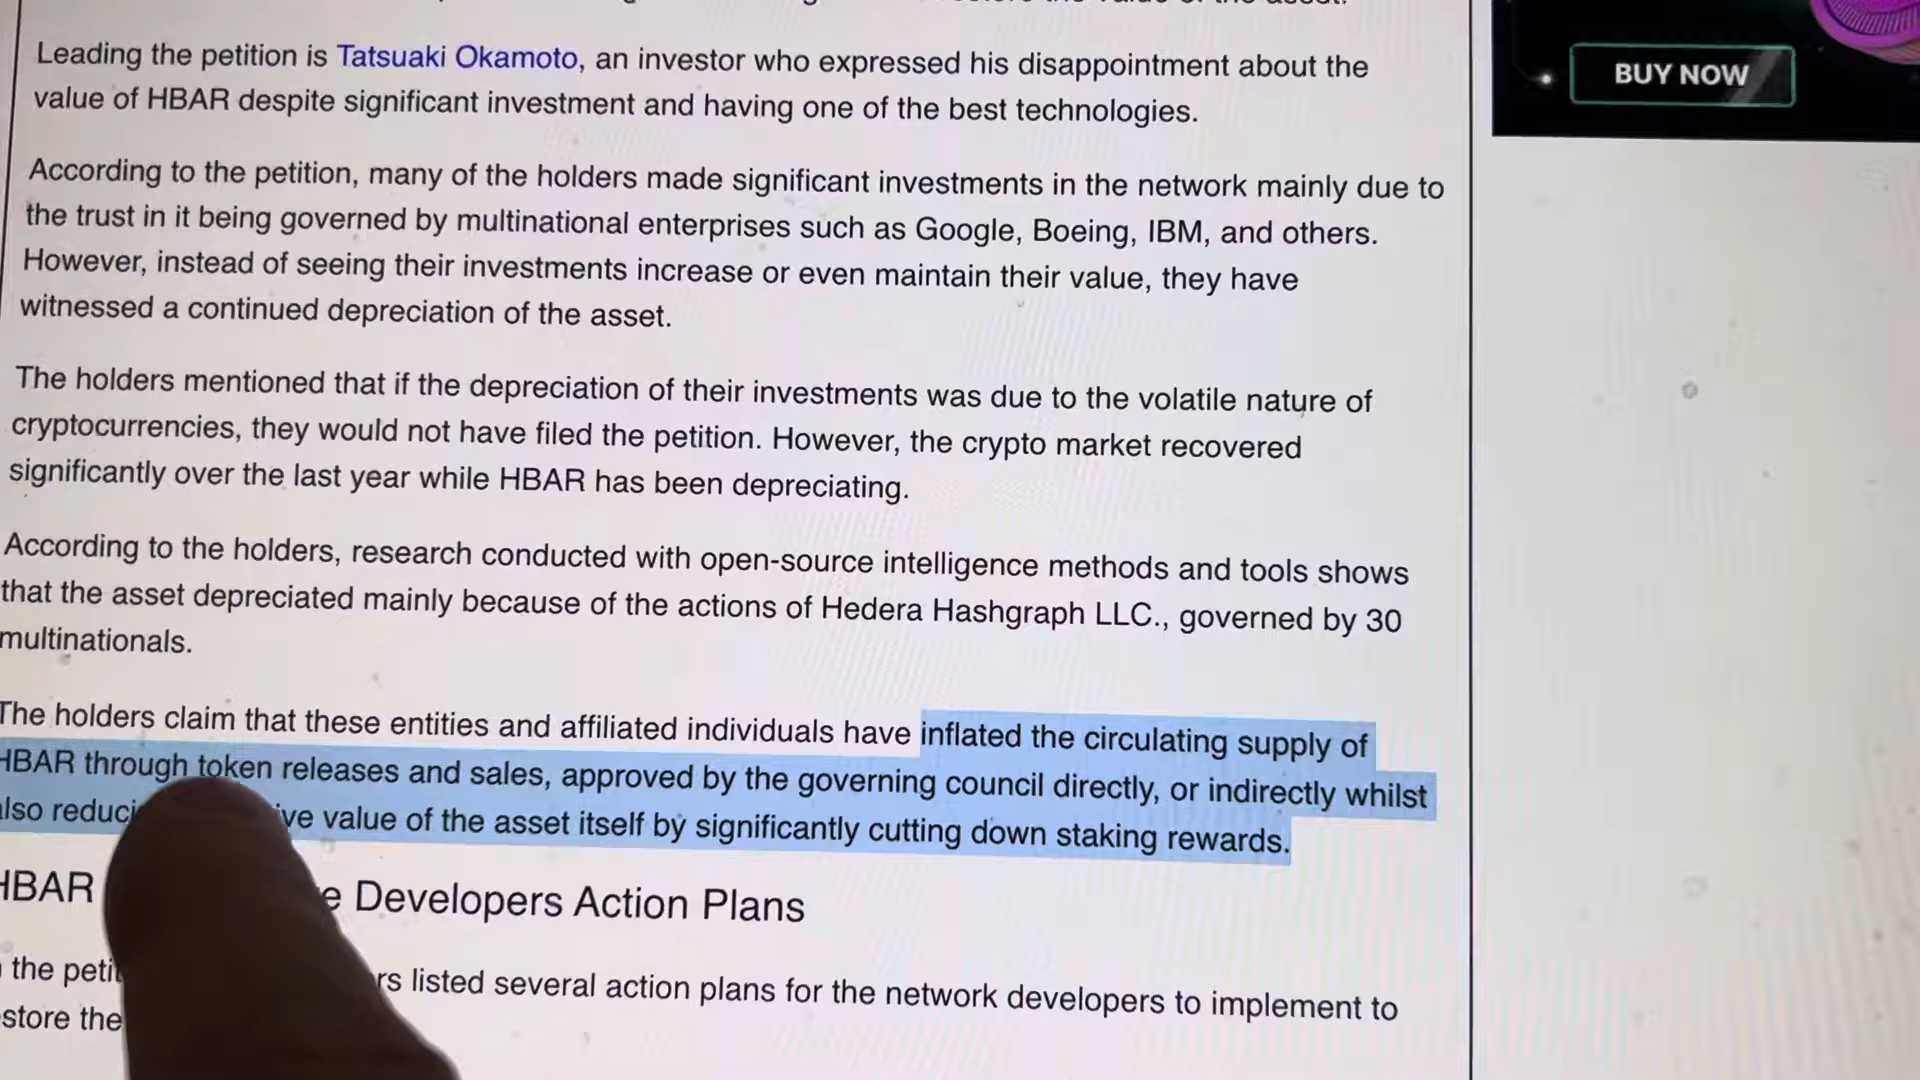 Leading the petition is Tatsuaki Okamoto, an investor who expressed his disappointment about the
value of HBAR despite significant investment and having one of the best technologies.
According to the petition, many of the holders made significant investments in the network mainly due to
the trust in it being governed by multinational enterprises such as Google, Boeing, IBM, and others.
However, instead of seeing their investments increase or even maintain their value, they have
witnessed a continued depreciation of the asset.
The holders mentioned that if the depreciation of their investments was due to the volatile nature of
cryptocurrencies, they would not have filed the petition. However, the crypto market recovered
significantly over the last year while HBAR has been depreciating.
According to the holders, research conducted with open-source intelligence methods and tools shows
that the asset depreciated mainly because of the actions of Hedera Hashgraph LLC., governed by 30
multinationals.
The holders claim that these entities and affiliated individuals have inflated the circulating supply of
HBAR through token releases and sales, approved by the governing council directly, or indirectly whilst
also value of the asset itself by significantly cutting down staking rewards.
HBAR Developers Action Plans
the listed several action plans for the network developers to implement to
the
BUY NOW